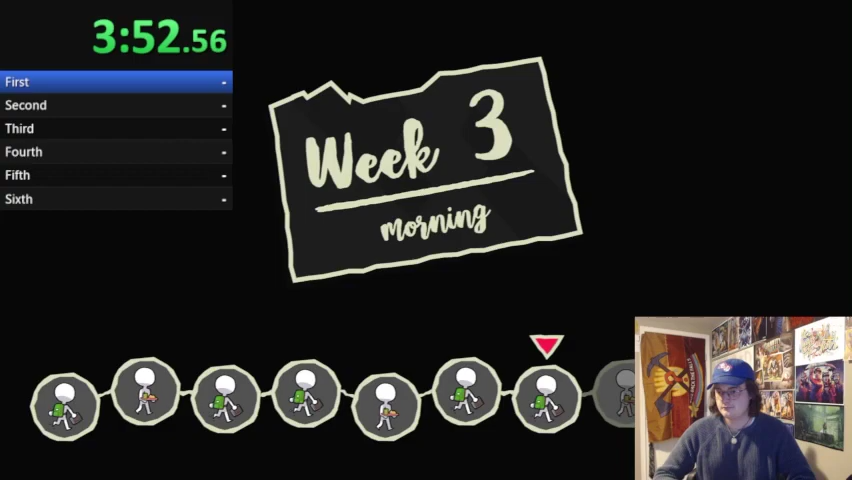 3:52.56
First -
Second -
Third -
Fourth -
Fifth -
Sixth -
Week 3
morning